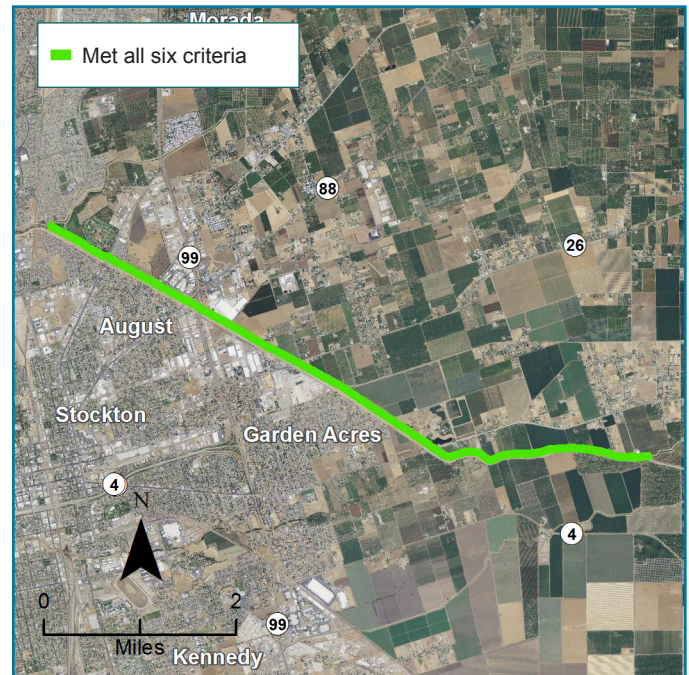 Morada
Met all six criteria
88
26
99
August
Stockton
Garden Acres
4
N
4
0 2
99
Miles
Kennedy